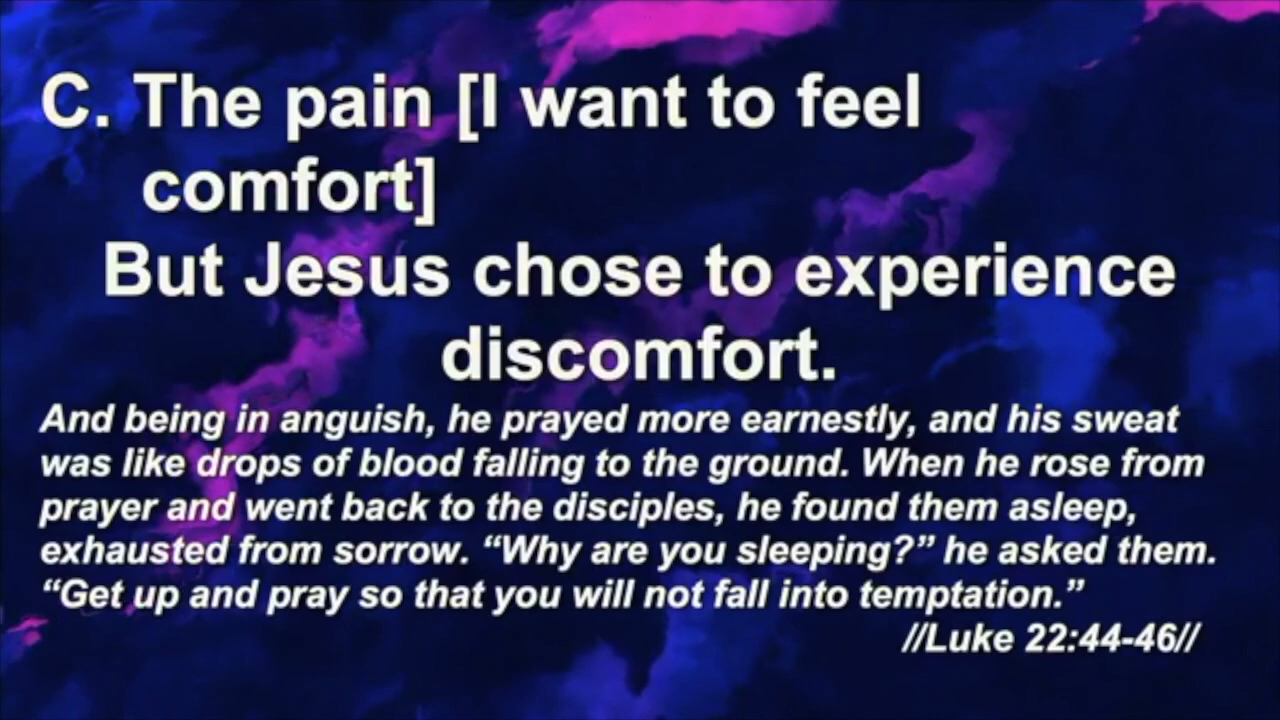 C. The pain [I want to feel
comfort]
But Jesus chose to experience
discomfort.
And being in anguish, he prayed more earnestly, and his sweat
was like drops of blood falling to the ground. When he rose from
prayer and went back to the disciples, he found them asleep,
exhausted from sorrow. “Why are you sleeping?” he asked them.
“Get up and pray so that you will not fall into temptation.”
//Luke 22:44-46//